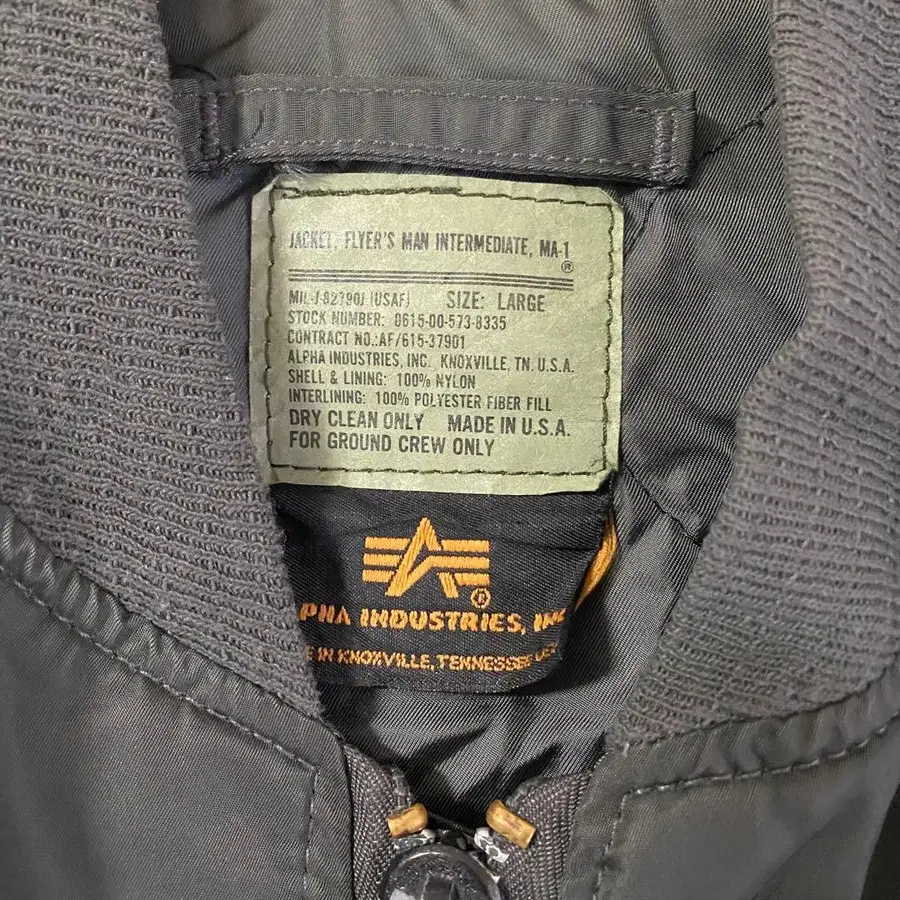 JACKET, FLYER'S MAN INTERMEDIATE, MA-1
®
MIL-J-82790J (USAF) SIZE: LARGE
STOCK NUMBER: 8615-00-573-8335
CONTRACT NO.:AF/615-37901
ALPHA INDUSTRIES, INC. KNOXVILLE, TN. U.S.A.
SHELL & LINING: 100% NYLON
INTERLINING: 100% POLYESTER FIBER FILL
DRY CLEAN ONLY MADE IN U.S.A.
FOR GROUND CREW ONLY
®
PHA INDUSTRIES, IN
E IN KNOXVILLE, TENNESSEE